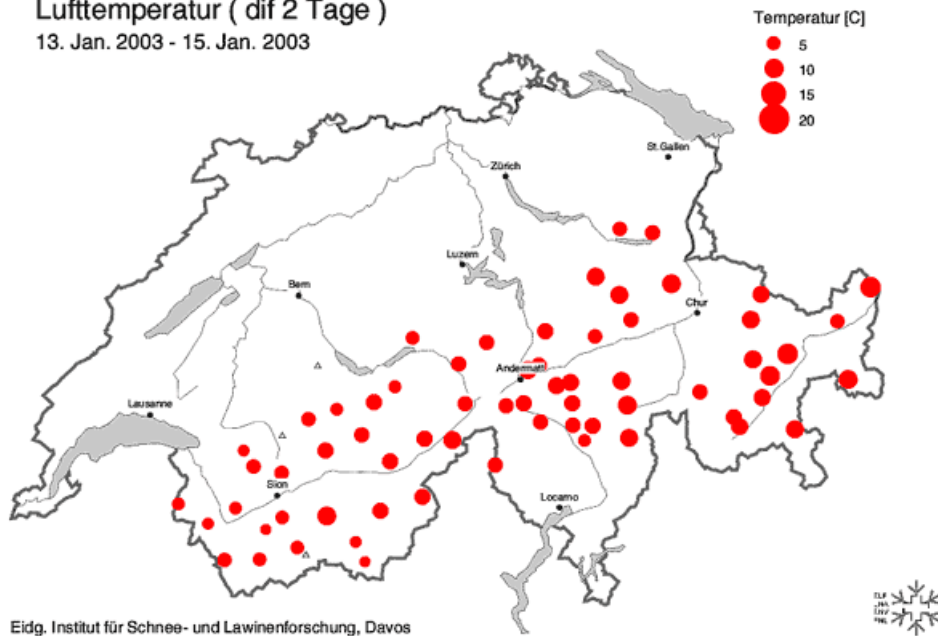 Lufttemperatur ( dif 2 Tage )
13. Jan. 2003 - 15. Jan. 2003
Temperatur [C]
5
10
15
20
St.Gallen
Zürich
Luzern
Bern
Chur
Andermatt
Lausanne
Sion
Locarno
Eidg. Institut für Schnee- und Lawinenforschung, Davos